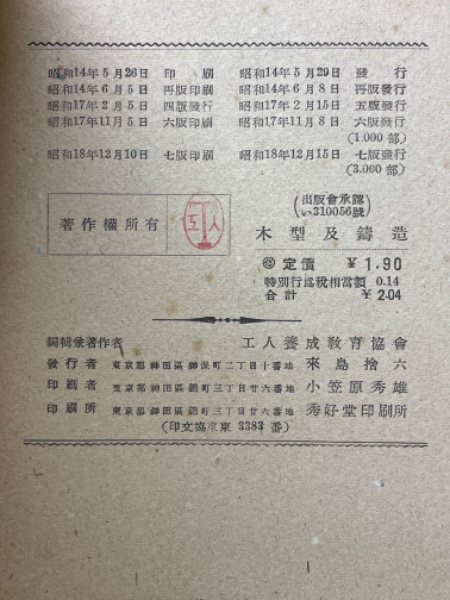 昭和14年5月26日 印刷 昭和14年5月29日 發行
昭和14年6月5日 再版印刷 昭和14年6月8日 再版發行
昭和17年2月5日 四版發行 昭和17年2月15日 五版發行
昭和17年11月5日 六版印刷 昭和17年11月8日 六版發行
(1.000部)
昭和18年12月10日 七版印刷 昭和18年12月15日 七版發行
(3.000部)
(出版會承認
い310056號)
著作權所有
木型及鑄造
定價 ¥1.90
特別行爲税相當額 0.14
合計 ¥2.04
編輯兼著作者 工人養成教育協會
發行者 東京都神田區神保町二丁目十番地 來島捨六
印刷者 東京都神田區錦町三丁目廿六番地 小笠原秀雄
印刷所 東京都神田區錦町三丁目廿六番地 秀好堂印刷所
(印文協東東 3383 番)